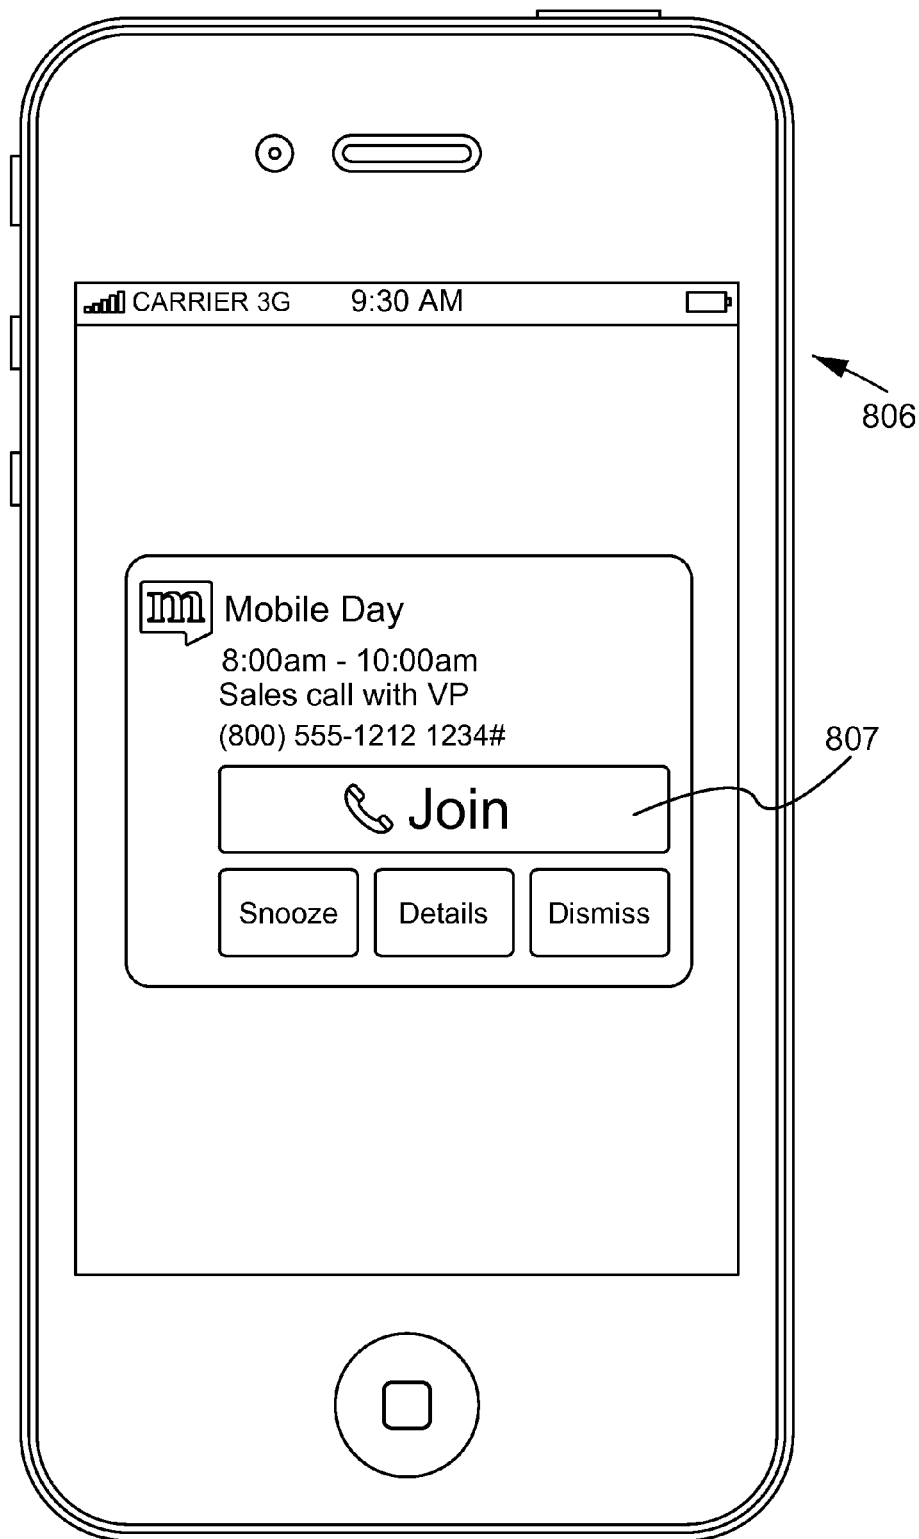 CARRIER 3G 9:30 AM
806
m Mobile Day
8:00am - 10:00am
Sales call with VP
(800) 555-1212 1234#
807
Join
Snooze Details Dismiss